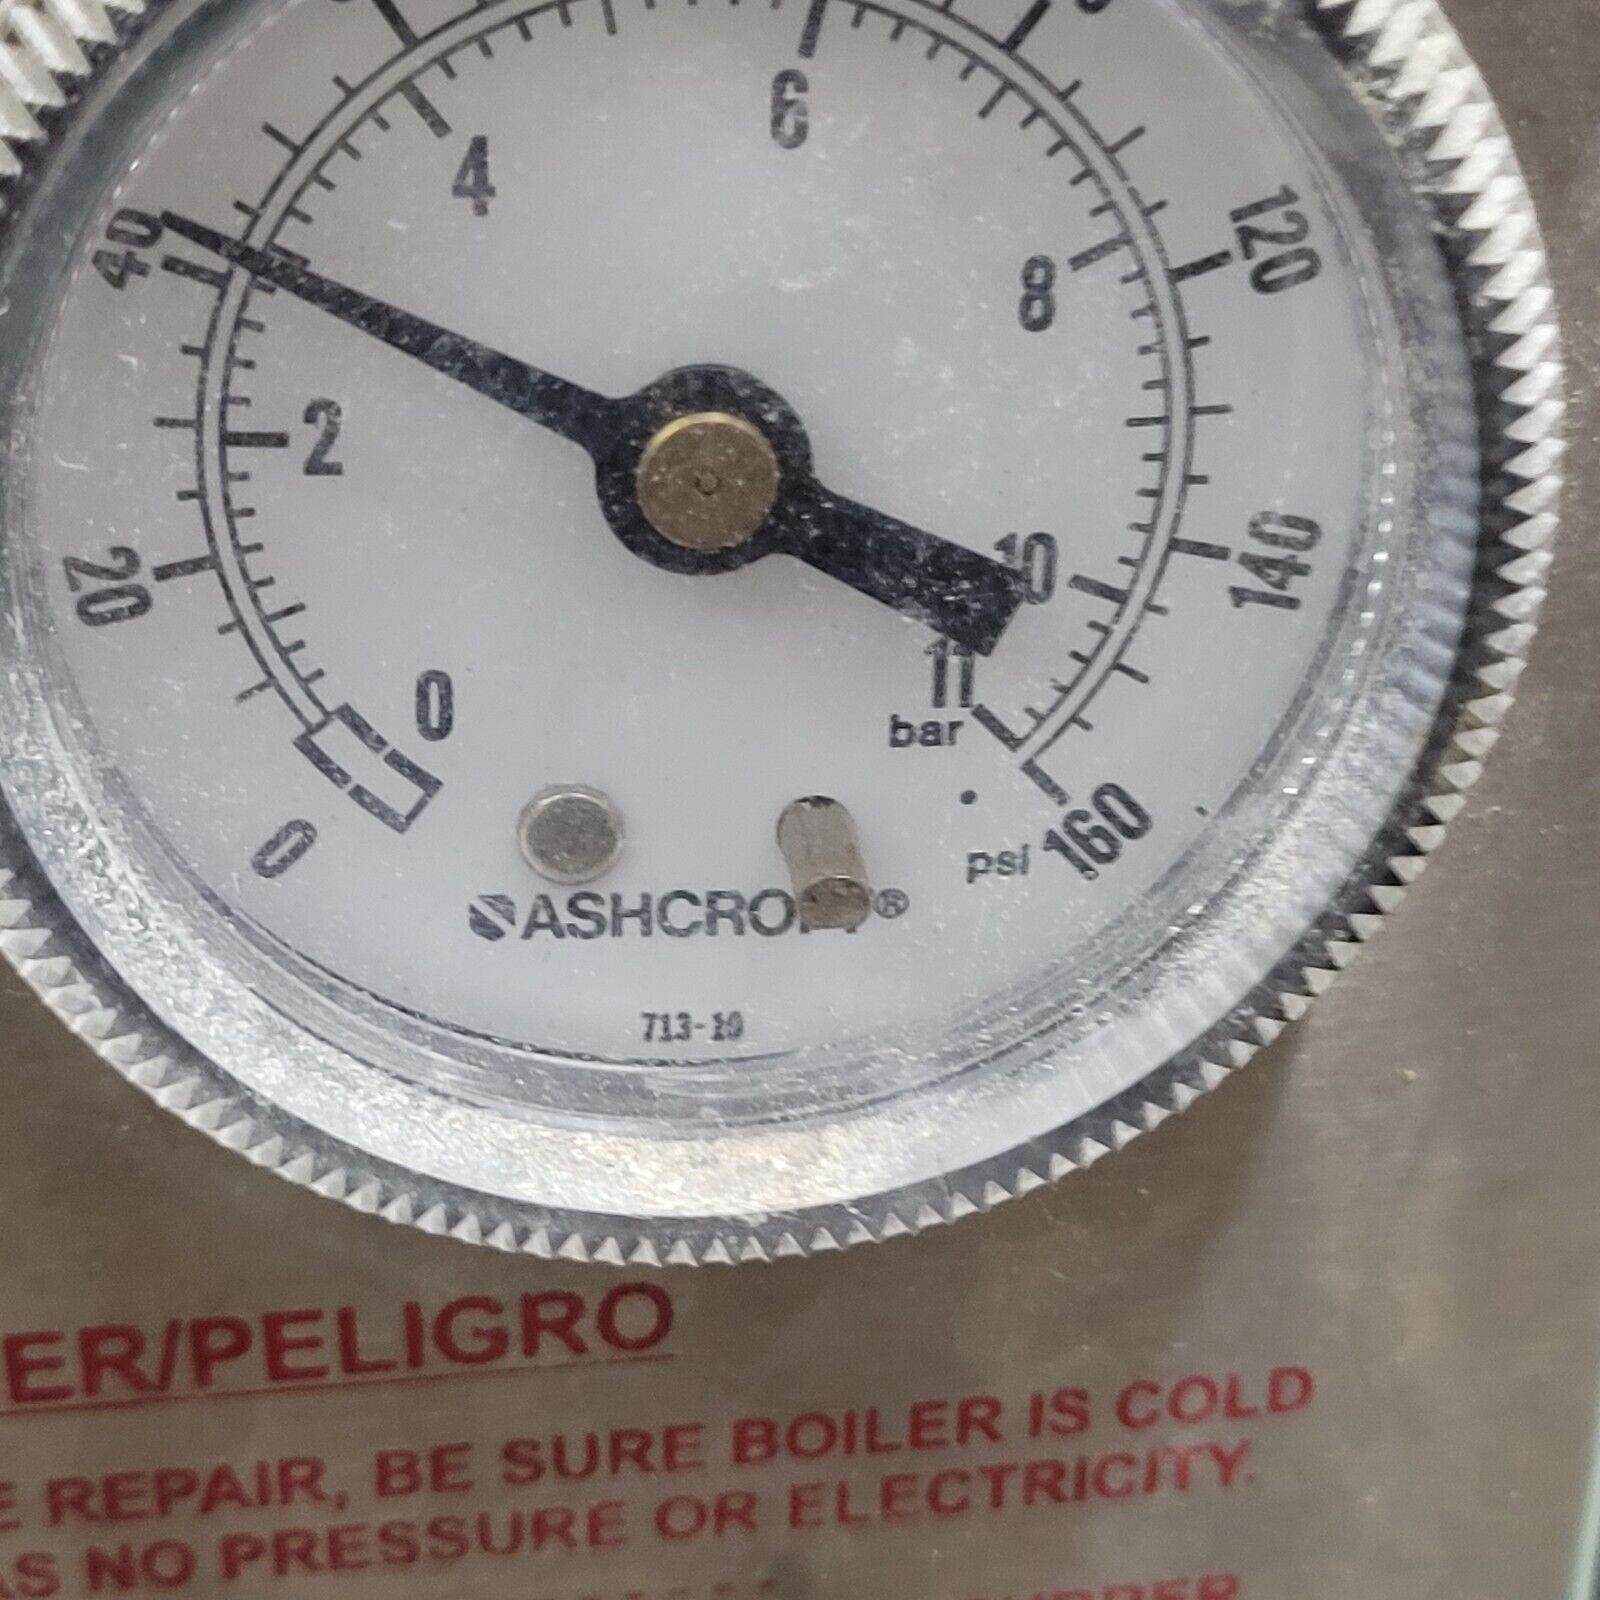 6
4
40
120
8
2
10
20
140
11
0
bar
160
0
psi
ASHCROFT®
713-10
ER/PELIGRO
REPAIR, BE SURE BOILER IS COLD
AS NO PRESSURE OR ELECTRICITY.